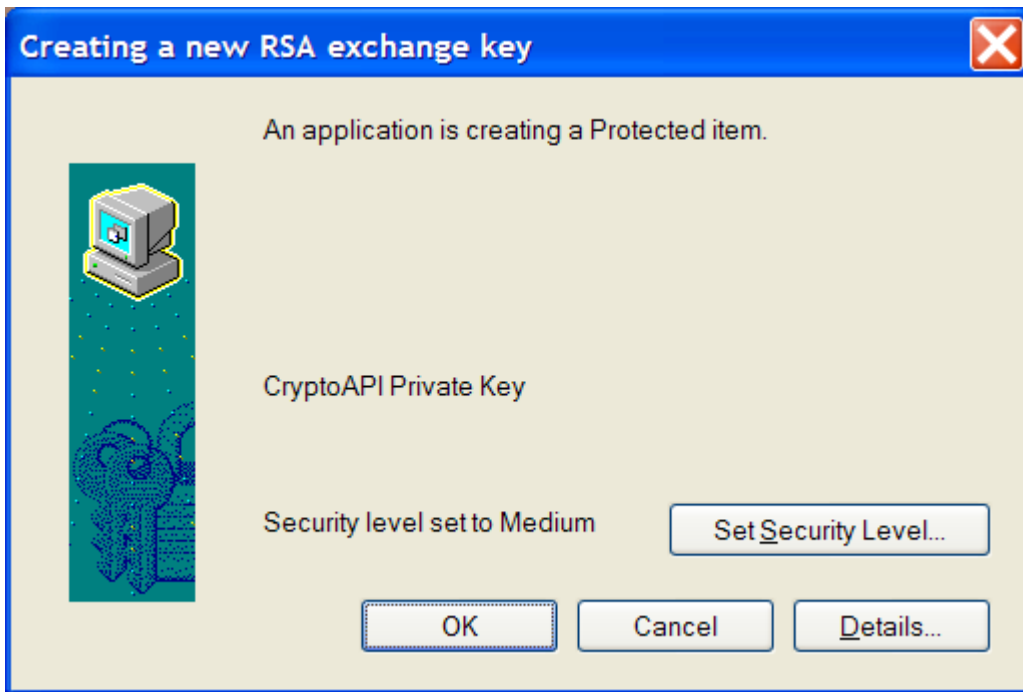 Creating a new RSA exchange key
An application is creating a Protected item.
CryptoAPI Private Key
Security level set to Medium
Set Security Level...
OK
Cancel
Details...